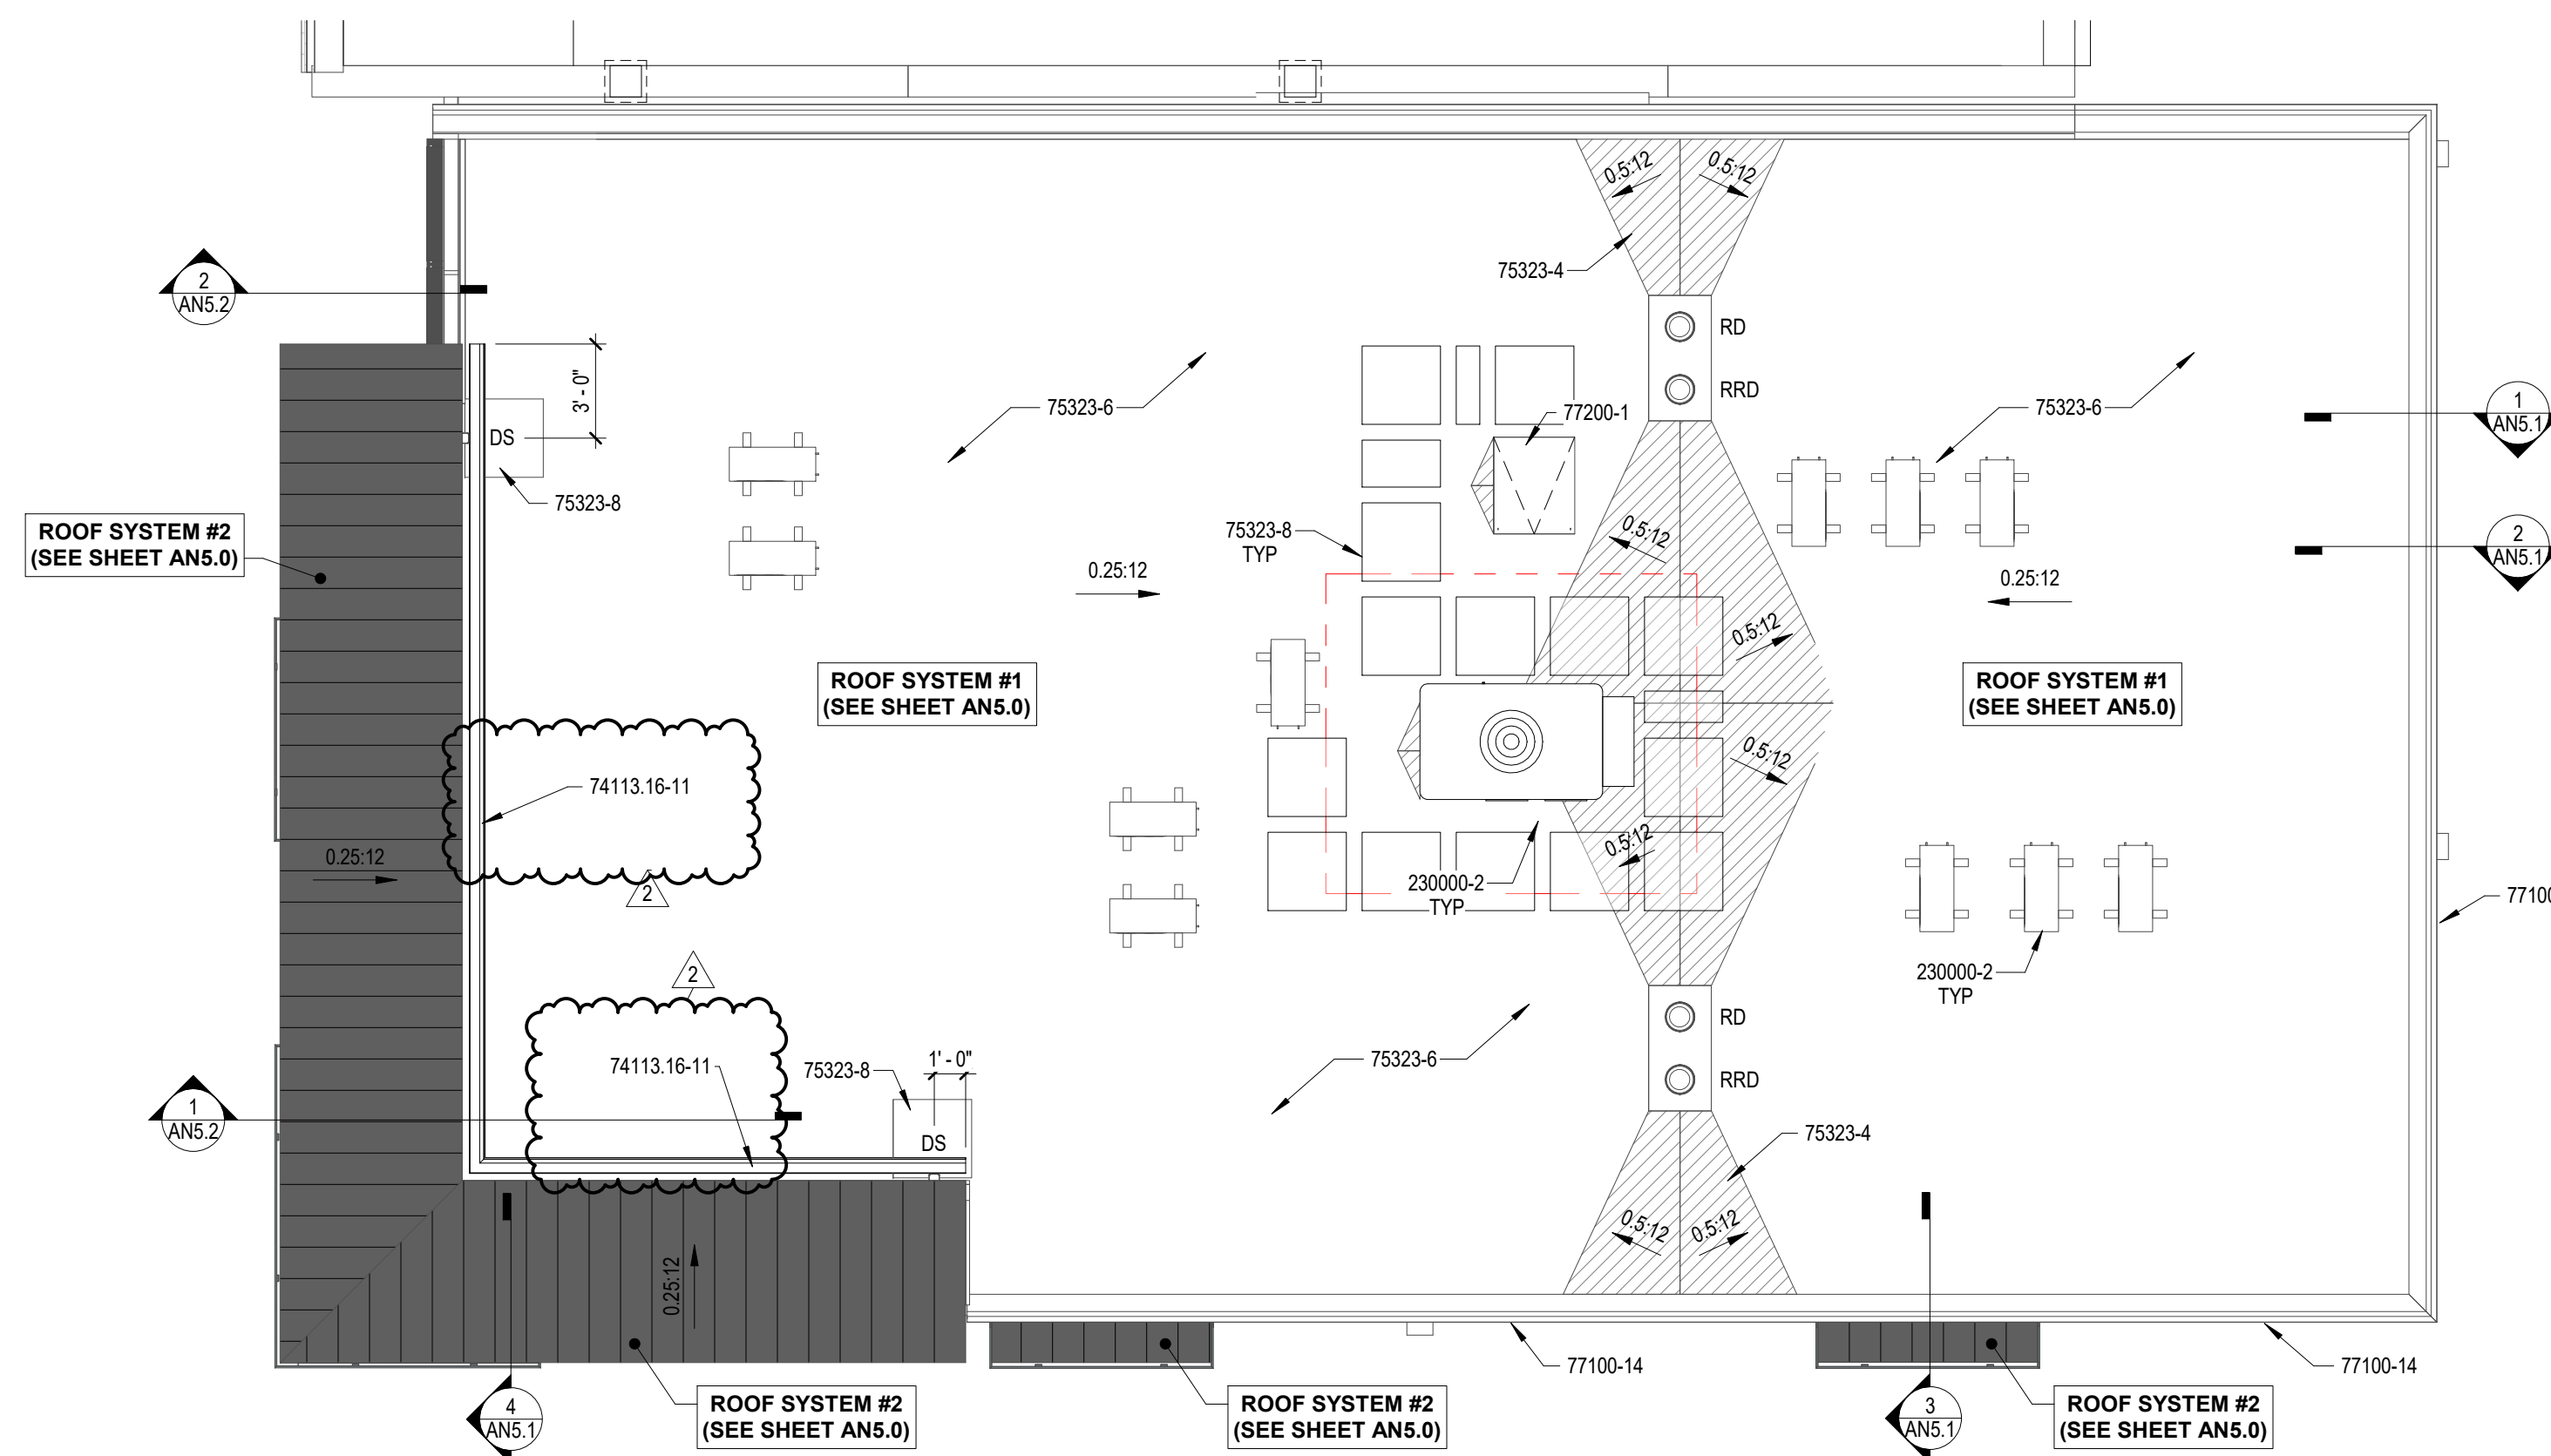 0.5:12
0.5:12
75323-4
2
AN5.2
RD
RRD
3' - 0"
75323-6
77200-1
75323-6
1
AN5.1
DS
75323-8
ROOF SYSTEM #2
(SEE SHEET AN5.0)
75323-8
TYP
0.5:12
2
AN5.1
0.25:12
0.25:12
0.5:12
ROOF SYSTEM #1
(SEE SHEET AN5.0)
ROOF SYSTEM #1
(SEE SHEET AN5.0)
0.5:12
74113.16-11
0.25:12
2
0.5:12
230000-2
TYP
77100
2
230000-2
TYP
RD
74113.16-11
75323-8
1' - 0"
75323-6
RRD
1
AN5.2
DS
75323-4
0.5:12
0.5:12
0.25:12
77100-14
77100-14
4
AN5.1
ROOF SYSTEM #2
(SEE SHEET AN5.0)
ROOF SYSTEM #2
(SEE SHEET AN5.0)
3
AN5.1
ROOF SYSTEM #2
(SEE SHEET AN5.0)